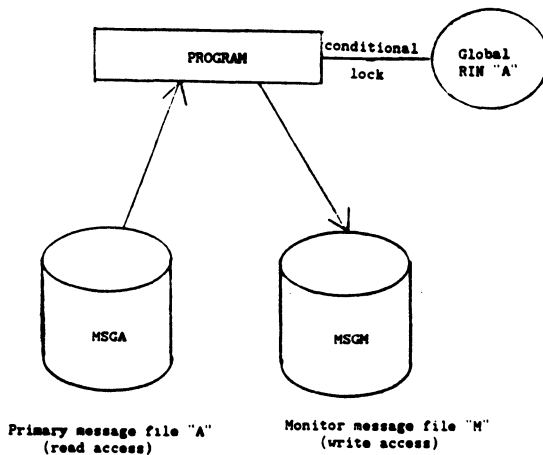 PROGRAM
conditional
lock
Global
RIN "A"
MSGA
MSGM
Primary message file "A"
(read access)
Monitor message file "M"
(write access)